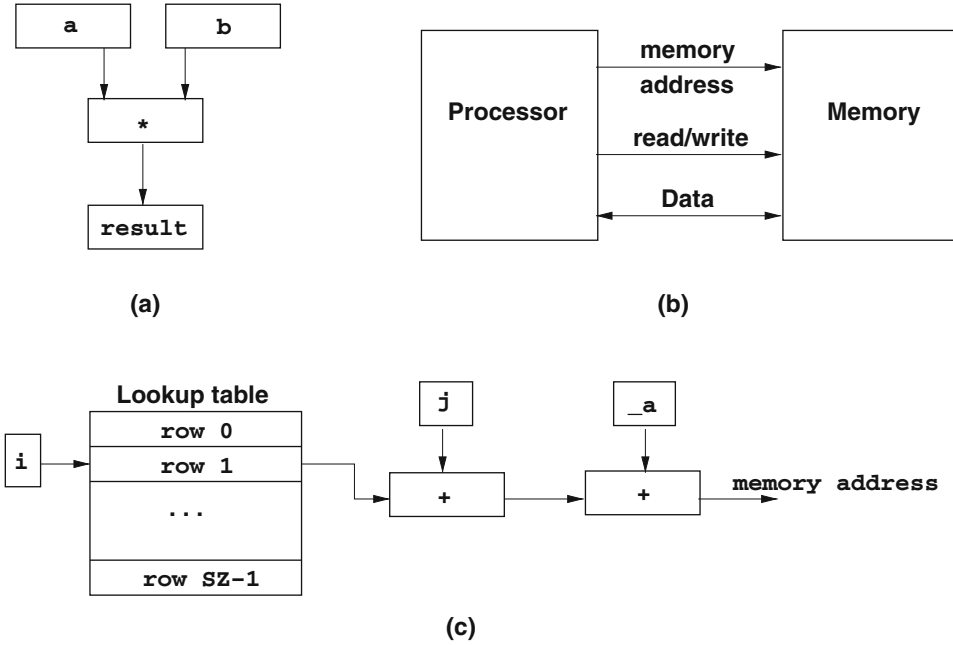 a
b
*
result
(a)
Processor
memory
address
read/write
Data
Memory
(b)
Lookup table
i
row 0
row 1
...
row SZ-1
j
+
_a
+
memory address
(c)